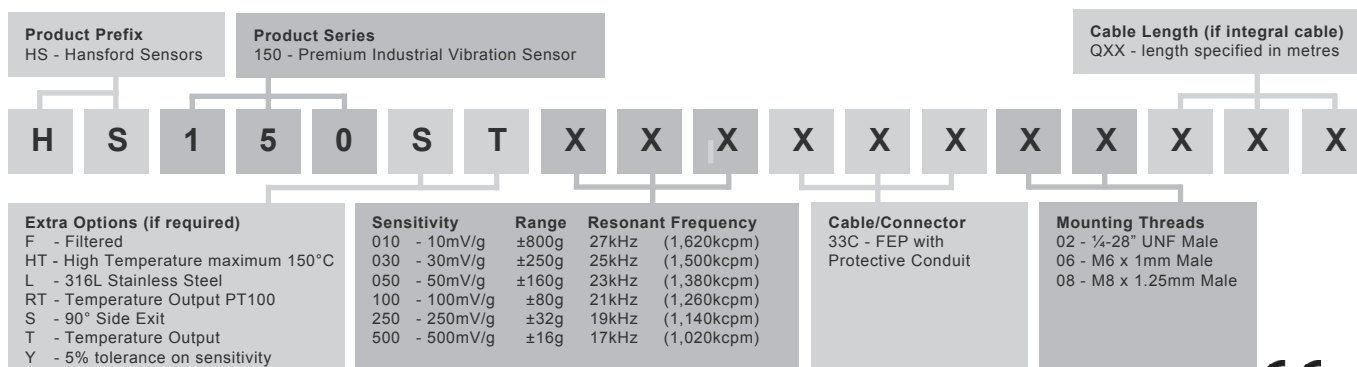 Product Prefix
HS - Hansford Sensors
Product Series
150 - Premium Industrial Vibration Sensor
Cable Length (if integral cable)
QXX - length specified in metres
H S 1 5 0 S T X X X X X X X X X X X
Extra Options (if required)
F - Filtered
HT - High Temperature maximum 150°C
L - 316L Stainless Steel
RT - Temperature Output PT100
S - 90° Side Exit
T - Temperature Output
Y - 5% tolerance on sensitivity
Sensitivity Range Resonant Frequency
010 - 10mV/g ±800g 27kHz (1,620kcpm)
030 - 30mV/g ±250g 25kHz (1,500kcpm)
050 - 50mV/g ±160g 23kHz (1,380kcpm)
100 - 100mV/g ±80g 21kHz (1,260kcpm)
250 - 250mV/g ±32g 19kHz (1,140kcpm)
500 - 500mV/g ±16g 17kHz (1,020kcpm)
Cable/Connector
33C - FEP with
Protective Conduit
Mounting Threads
02 - ¼-28” UNF Male
06 - M6 x 1mm Male
08 - M8 x 1.25mm Male